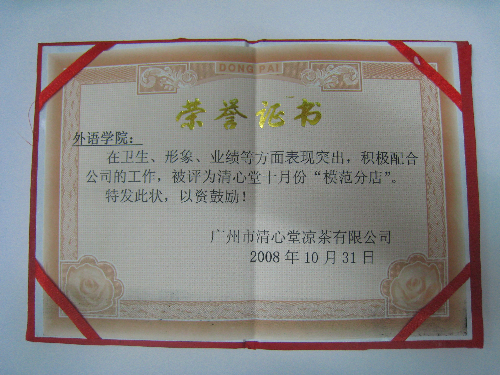 DONG PAI
荣誉证书
外语学院：
在卫生、形象、业绩等方面表现突出，积极配合
公司的工作，被评为清心堂十月份“模范分店”。
特发此状，以资鼓励！
广州市清心堂凉茶有限公司
2008年10月31日